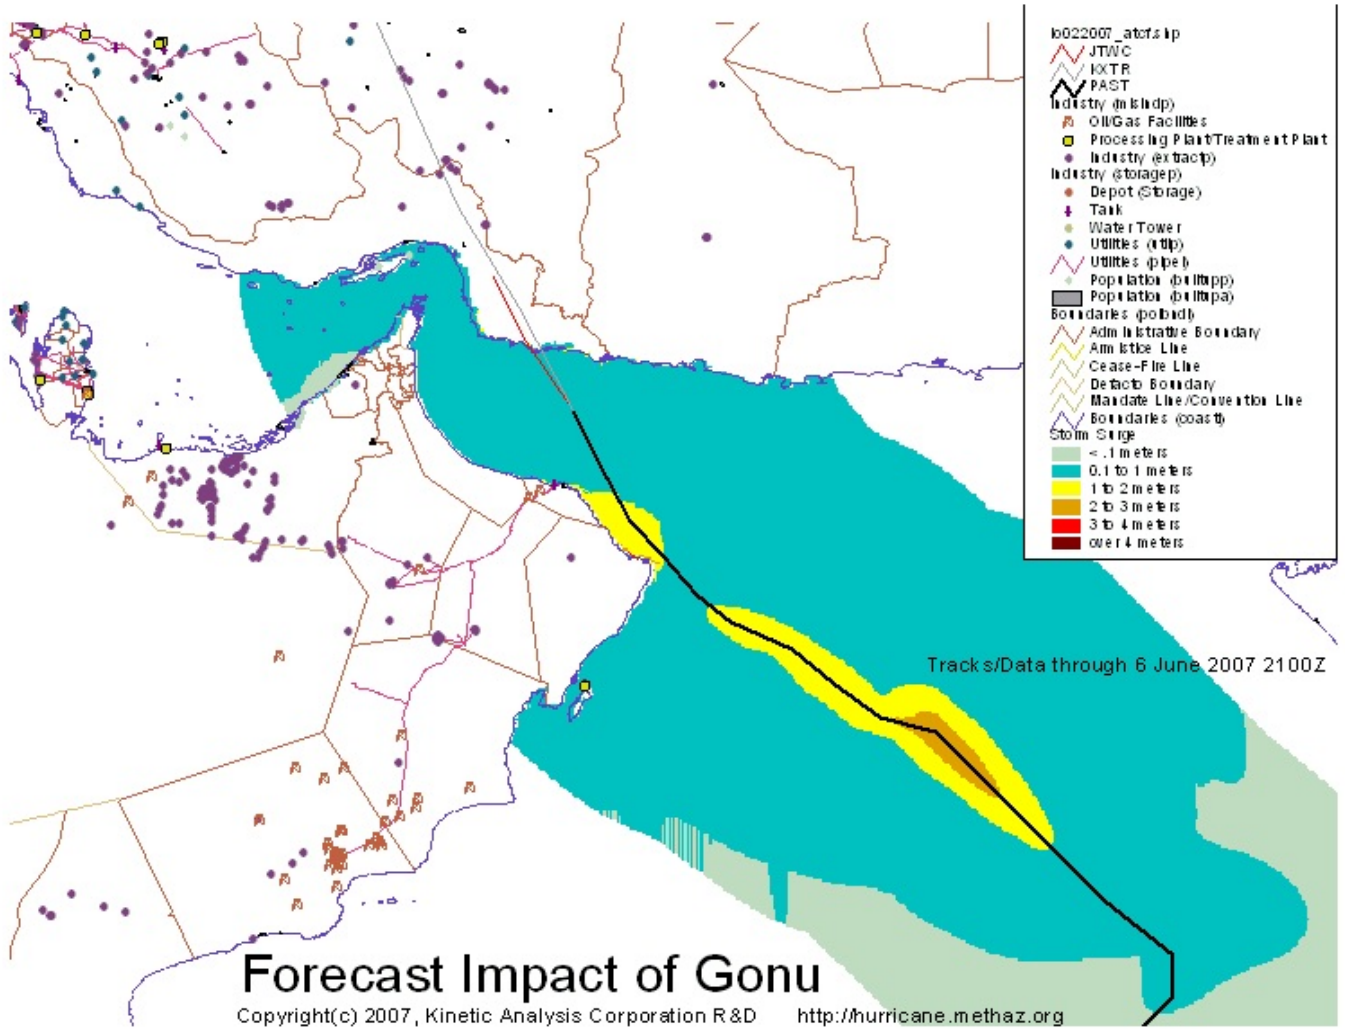 lo022007_atcf.shp
JTWC
KXTR
PAST
Industry (misindp)
Oil/Gas Facilities
Processing Plant/Treatment Plant
Industry (extractp)
Industry (storagep)
Depot (Storage)
Tank
Water Tower
Utilities (utilp)
Utilities (pipel)
Population (builtupp)
Population (builtupa)
Boundaries (polbndl)
Administrative Boundary
Armistice Line
Cease-Fire Line
Defacto Boundary
Mandate Line/Convention Line
Boundaries (coastl)
Storm Surge
< .1 meters
0.1 to 1 meters
1 to 2 meters
2 to 3 meters
3 to 4 meters
over 4 meters
Tracks/Data through 6 June 2007 2100Z
Forecast Impact of Gonu
Copyright(c) 2007, Kinetic Analysis Corporation R&D http://hurricane.methaz.org